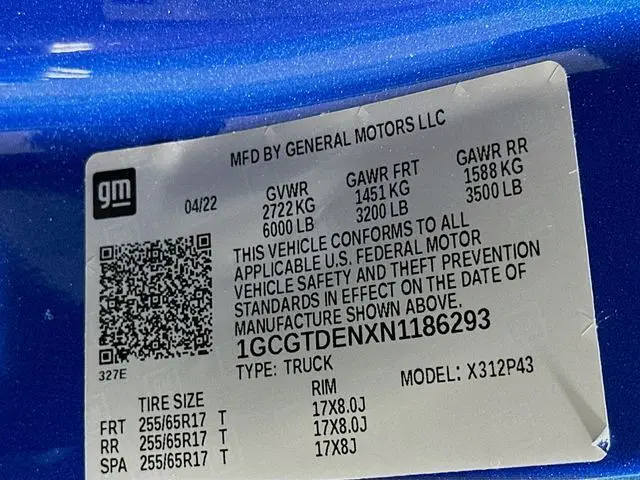 MFD BY GENERAL MOTORS LLC
gm
04/22
GVWR GAWR FRT GAWR RR
2722 KG 1451 KG 1588 KG
6000 LB 3200 LB 3500 LB
THIS VEHICLE CONFORMS TO ALL
APPLICABLE U.S. FEDERAL MOTOR
VEHICLE SAFETY AND THEFT PREVENTION
STANDARDS IN EFFECT ON THE DATE OF
MANUFACTURE SHOWN ABOVE.
1GCGTDENXN1186293
327E
TYPE: TRUCK MODEL: X312P43
TIRE SIZE RIM
FRT 255/65R17 T 17X8.0J
RR 255/65R17 T 17X8.0J
SPA 255/65R17 T 17X8J